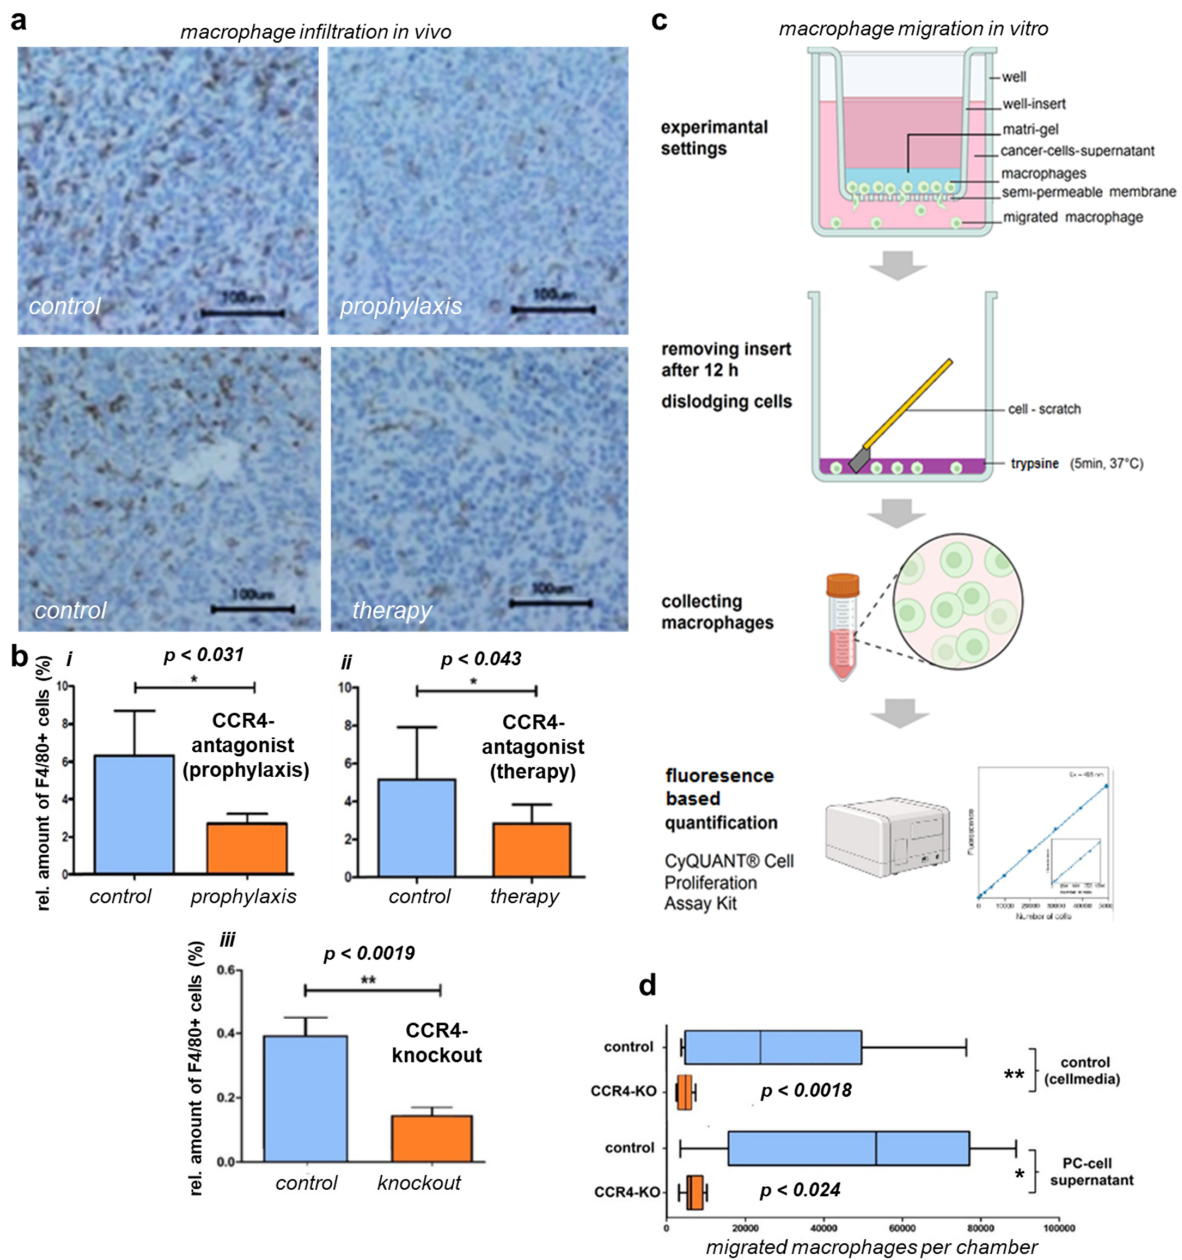 a
macrophage infiltration in vivo
control
100um
prophylaxis
100um
control
100um
therapy
100um
b
i
p < 0.031
*
rel. amount of F4/80+ cells (%)
10
8
6
4
2
0
CCR4-
antagonist
(prophylaxis)
control
prophylaxis
ii
p < 0.043
*
10
8
6
4
2
0
CCR4-
antagonist
(therapy)
control
therapy
iii
p < 0.0019
**
rel. amount of F4/80+ cells (%)
0.6
0.4
0.2
0.0
CCR4-
knockout
control
knockout
c
macrophage migration in vitro
experimantal
settings
well
well-insert
matri-gel
cancer-cells-supernatant
macrophages
semi-permeable membrane
migrated macrophage
removing insert
after 12 h
dislodging cells
cell - scratch
trypsine (5min, 37°C)
collecting
macrophages
fluoresence
based
quantification
CyQUANT® Cell
Proliferation
Assay Kit
Fluorescence
0
10000
20000
30000
40000
5000
Number of cells
d
control
CCR4-KO
p < 0.0018
**
control
(cellmedia)
control
CCR4-KO
p < 0.024
*
PC-cell
supernatant
0
20000
40000
60000
80000
100000
migrated macrophages per chamber